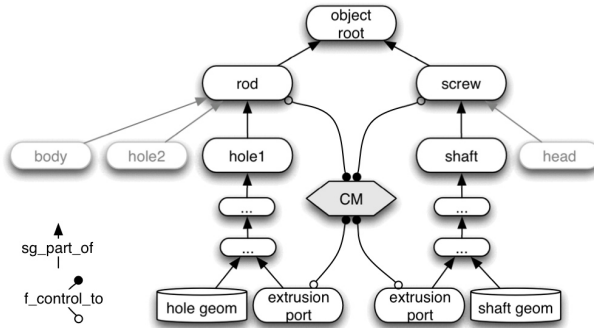 object
root
rod
screw
body
hole2
hole1
shaft
head
...
CM
...
...
...
sg_part_of
f_control_to
hole geom
extrusion
port
extrusion
port
shaft geom